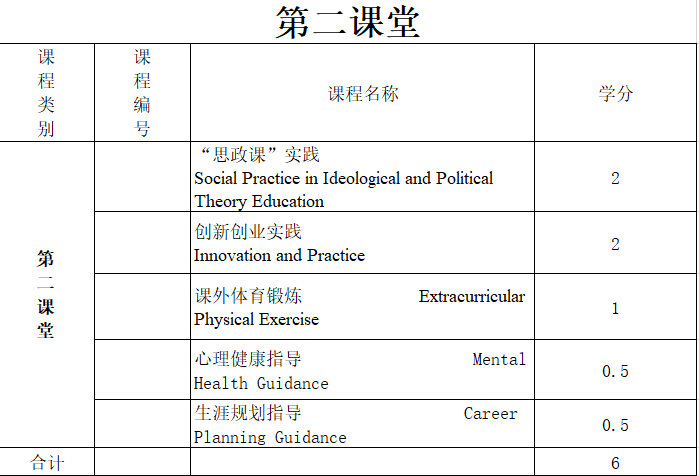 第二课堂
课程类别
课程编号
课程名称
学分
第二课堂
“思政课”实践
Social Practice in Ideological and Political
Theory Education
2
创新创业实践
Innovation and Practice
2
课外体育锻炼 Extracurricular
Physical Exercise
1
心理健康指导 Mental
Health Guidance
0.5
生涯规划指导 Career
Planning Guidance
0.5
合计
6